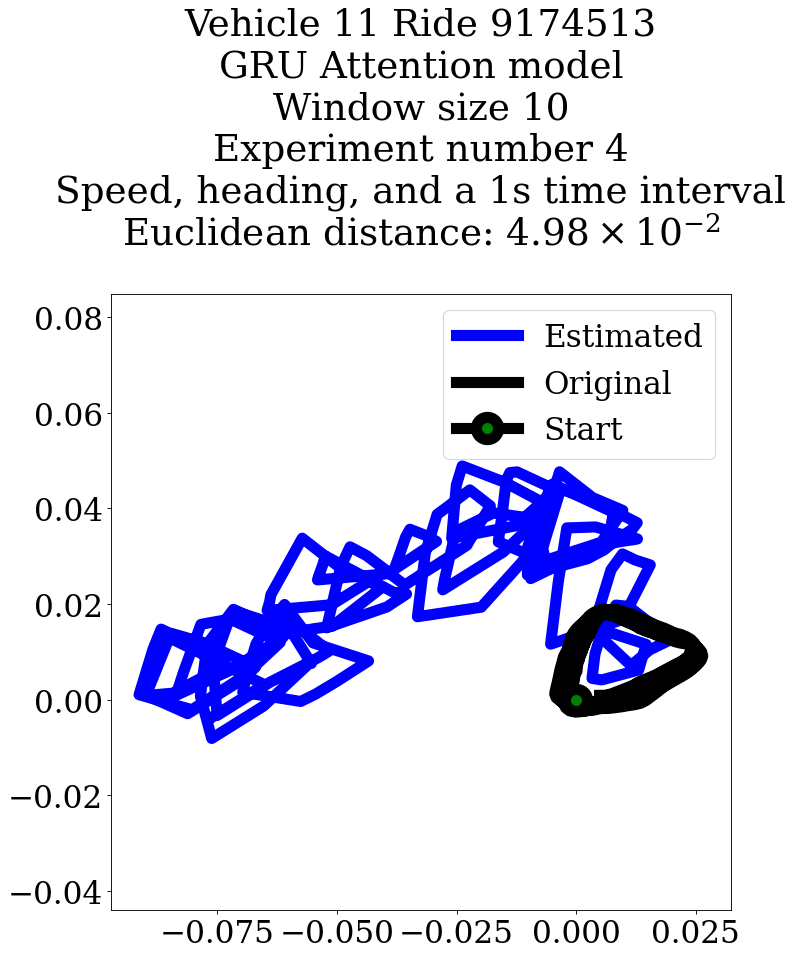 Vehicle 11 Ride 9174513
GRU Attention model
Window size 10
Experiment number 4
Speed, heading, and a 1s time interval
Euclidean distance: 4.98 × 10⁻²
Estimated
Original
Start
0.08
0.06
0.04
0.02
0.00
−0.02
−0.04
−0.075 −0.050 −0.025 0.000 0.025